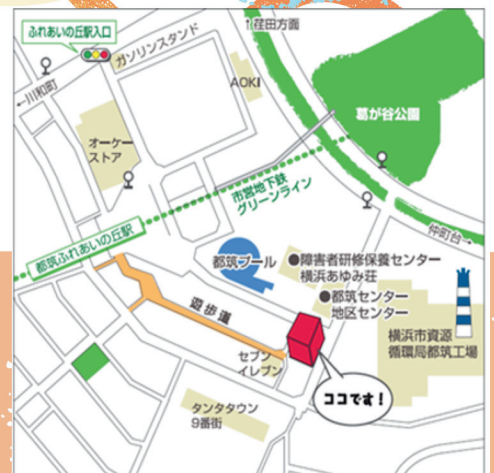 ふれあいの丘駅入口
↑荏田方面
ガソリンスタンド
←川和町
AOKI
葛が谷公園
オーケー
ストア
市営地下鉄
グリーンライン
都筑ふれあいの丘駅
仲町台→
都筑プール
●障害者研修保養センター
横浜あゆみ荘
●都筑センター
地区センター
遊歩道
横浜市資源
循環局都筑工場
セブン
イレブン
ココです!
タンタタウン
9番街